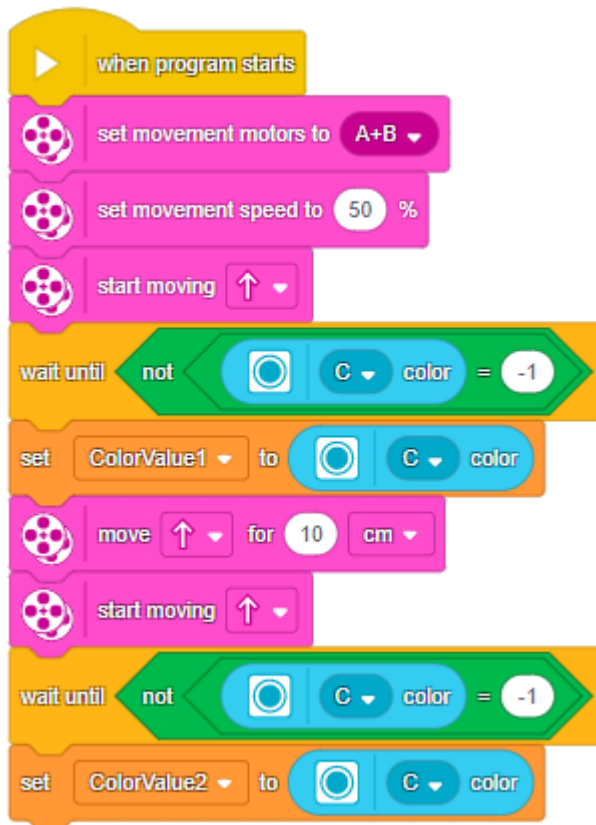 when program starts
set movement motors to A+B
set movement speed to 50 %
start moving
wait until not C color = -1
set ColorValue1 to C color
move for 10 cm
start moving
wait until not C color = -1
set ColorValue2 to C color